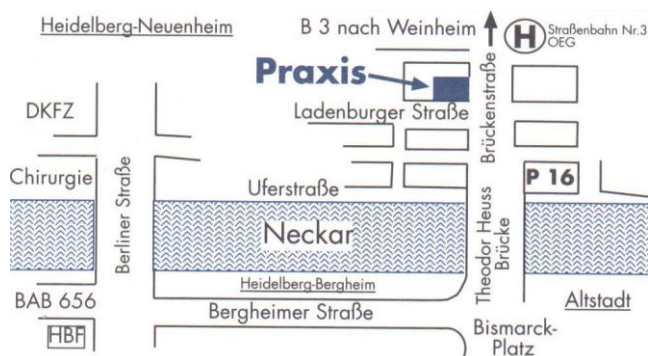 Heidelberg-Neuenheim
B 3 nach Weinheim
H
Straßenbahn Nr.3
OEG
Praxis
Brückenstraße
DKFZ
Ladenburger Straße
Chirurgie
Berliner Straße
Uferstraße
P 16
Neckar
Theodor Heuss
Brücke
Heidelberg-Bergheim
BAB 656
Bergheimer Straße
Altstadt
HBF
Bismarck-
Platz